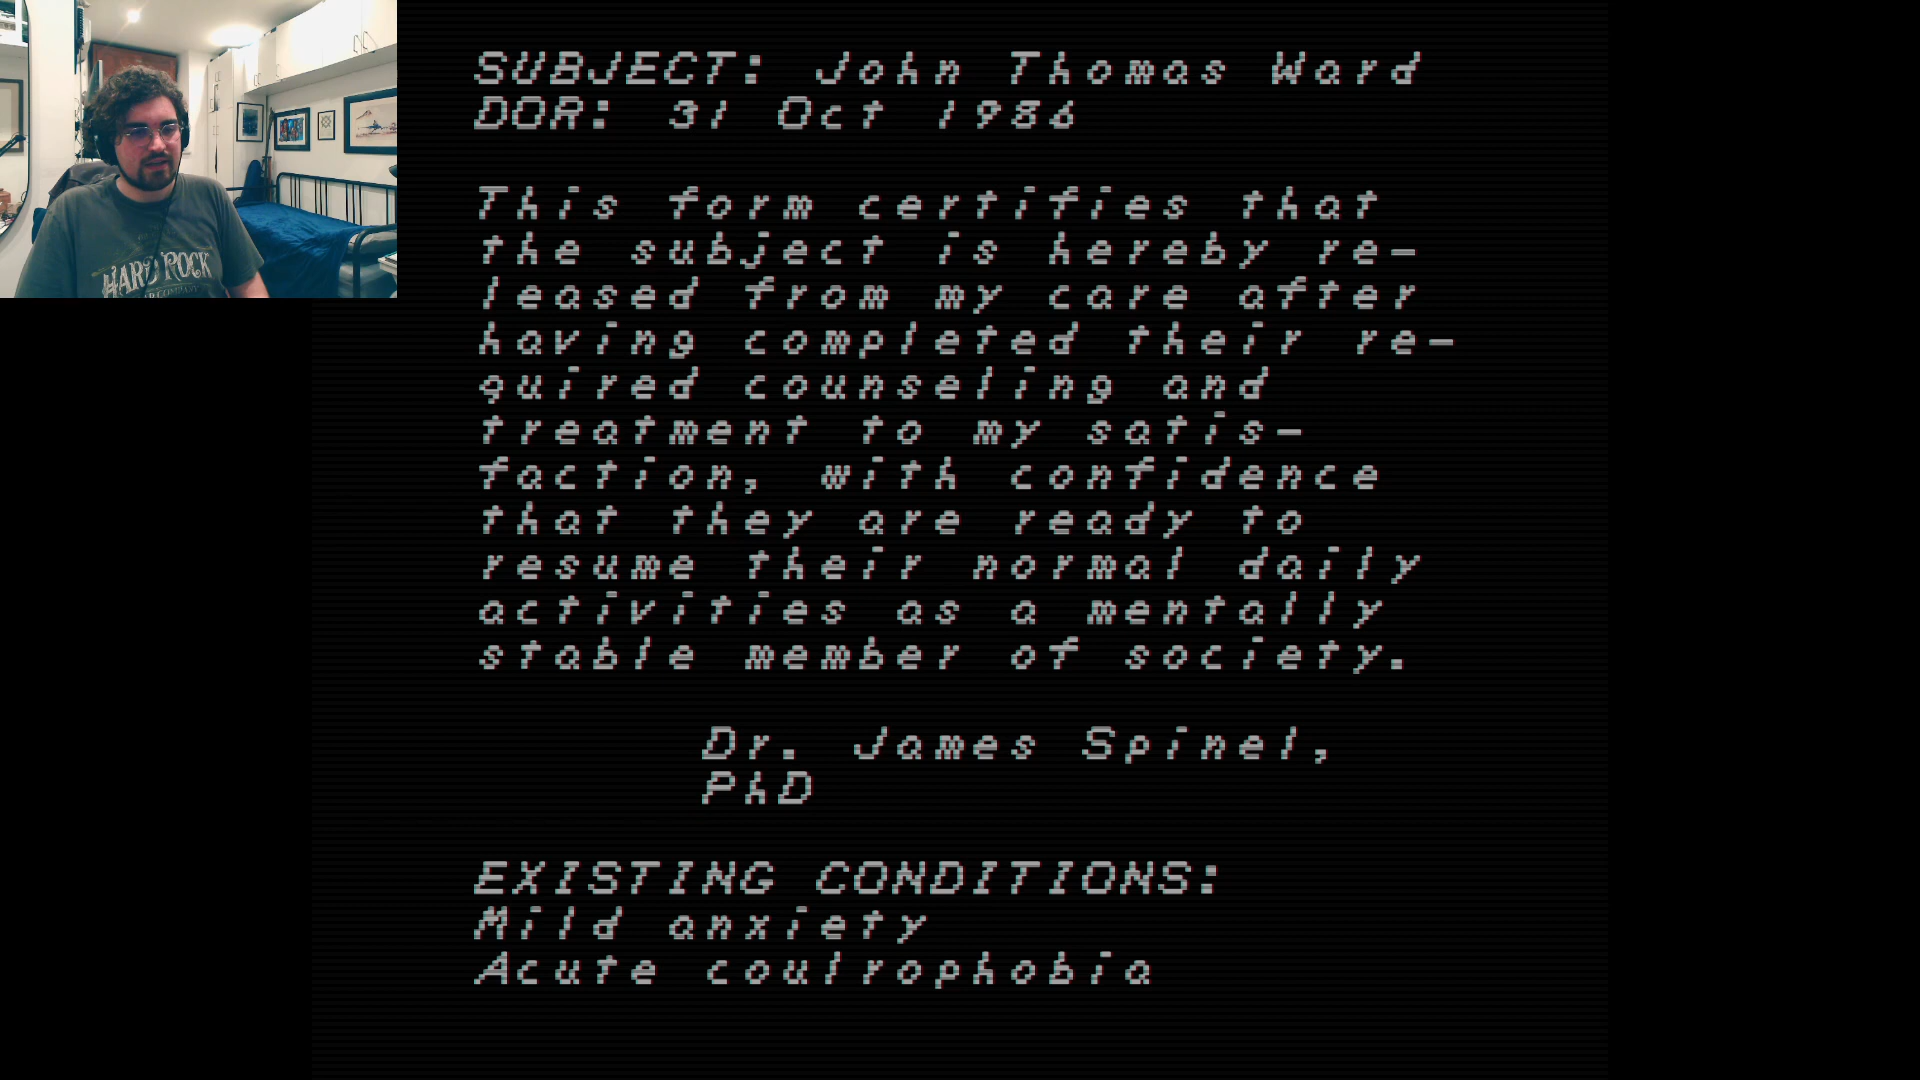 SUBJECT: John Thomas Ward
DOR: 31 Oct 1986
This form certifies that
the subject is hereby re-
leased from my care after
having completed their re-
quired counseling and
treatment to my satis-
faction, with confidence
that they are ready to
resume their normal daily
activities as a mentally
stable member of society.
Dr. James Spinel,
PhD
EXISTING CONDITIONS:
Mild anxiety
Acute coulrophobia
HARD ROCK